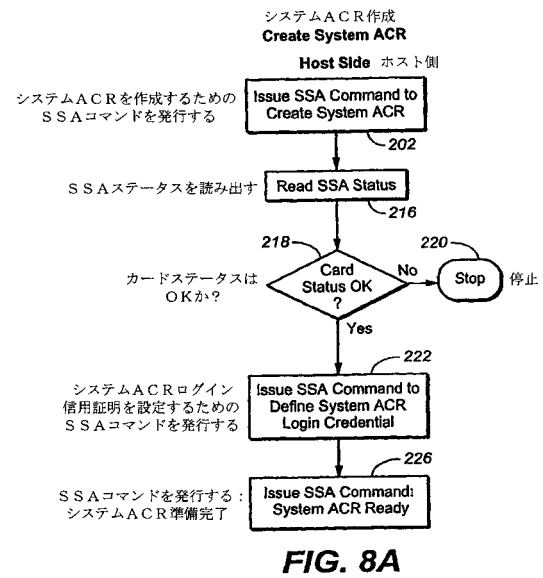 システムACR作成
Create System ACR
Host Side ホスト側
システムACRを作成するための
SSAコマンドを発行する
Issue SSA Command to
Create System ACR
202
SSAステータスを読み出す
Read SSA Status
216
218
220
カードステータスは
OKか?
Card
Status OK
?
No
Stop
停止
Yes
222
システムACRログイン
信用証明を設定するための
SSAコマンドを発行する
Issue SSA Command to
Define System ACR
Login Credential
226
SSAコマンドを発行する:
システムACR準備完了
Issue SSA Command:
System ACR Ready
FIG. 8A